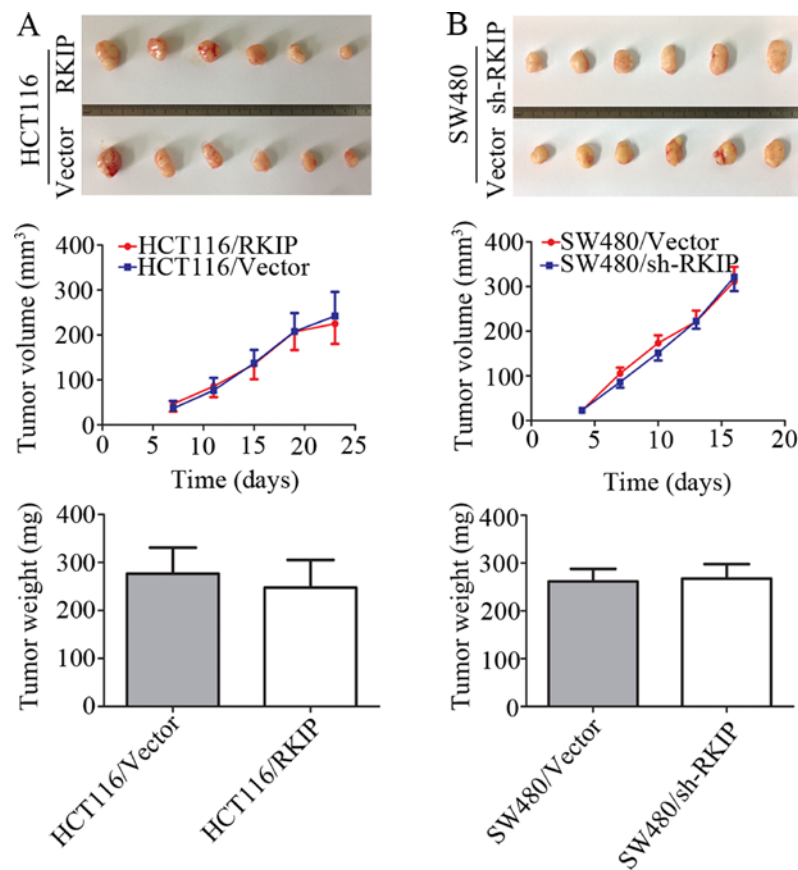 A
HCT116
RKIP
Vector
HCT116/RKIP
HCT116/Vector
Tumor volume (mm³)
400
300
200
100
0
0 5 10 15 20 25
Time (days)
Tumor weight (mg)
400
300
200
100
0
HCT116/Vector
HCT116/RKIP
B
SW480
sh-RKIP
Vector
SW480/Vector
SW480/sh-RKIP
Tumor volume (mm³)
400
300
200
100
0
0 5 10 15 20
Time (days)
Tumor weight (mg)
400
300
200
100
0
SW480/Vector
SW480/sh-RKIP